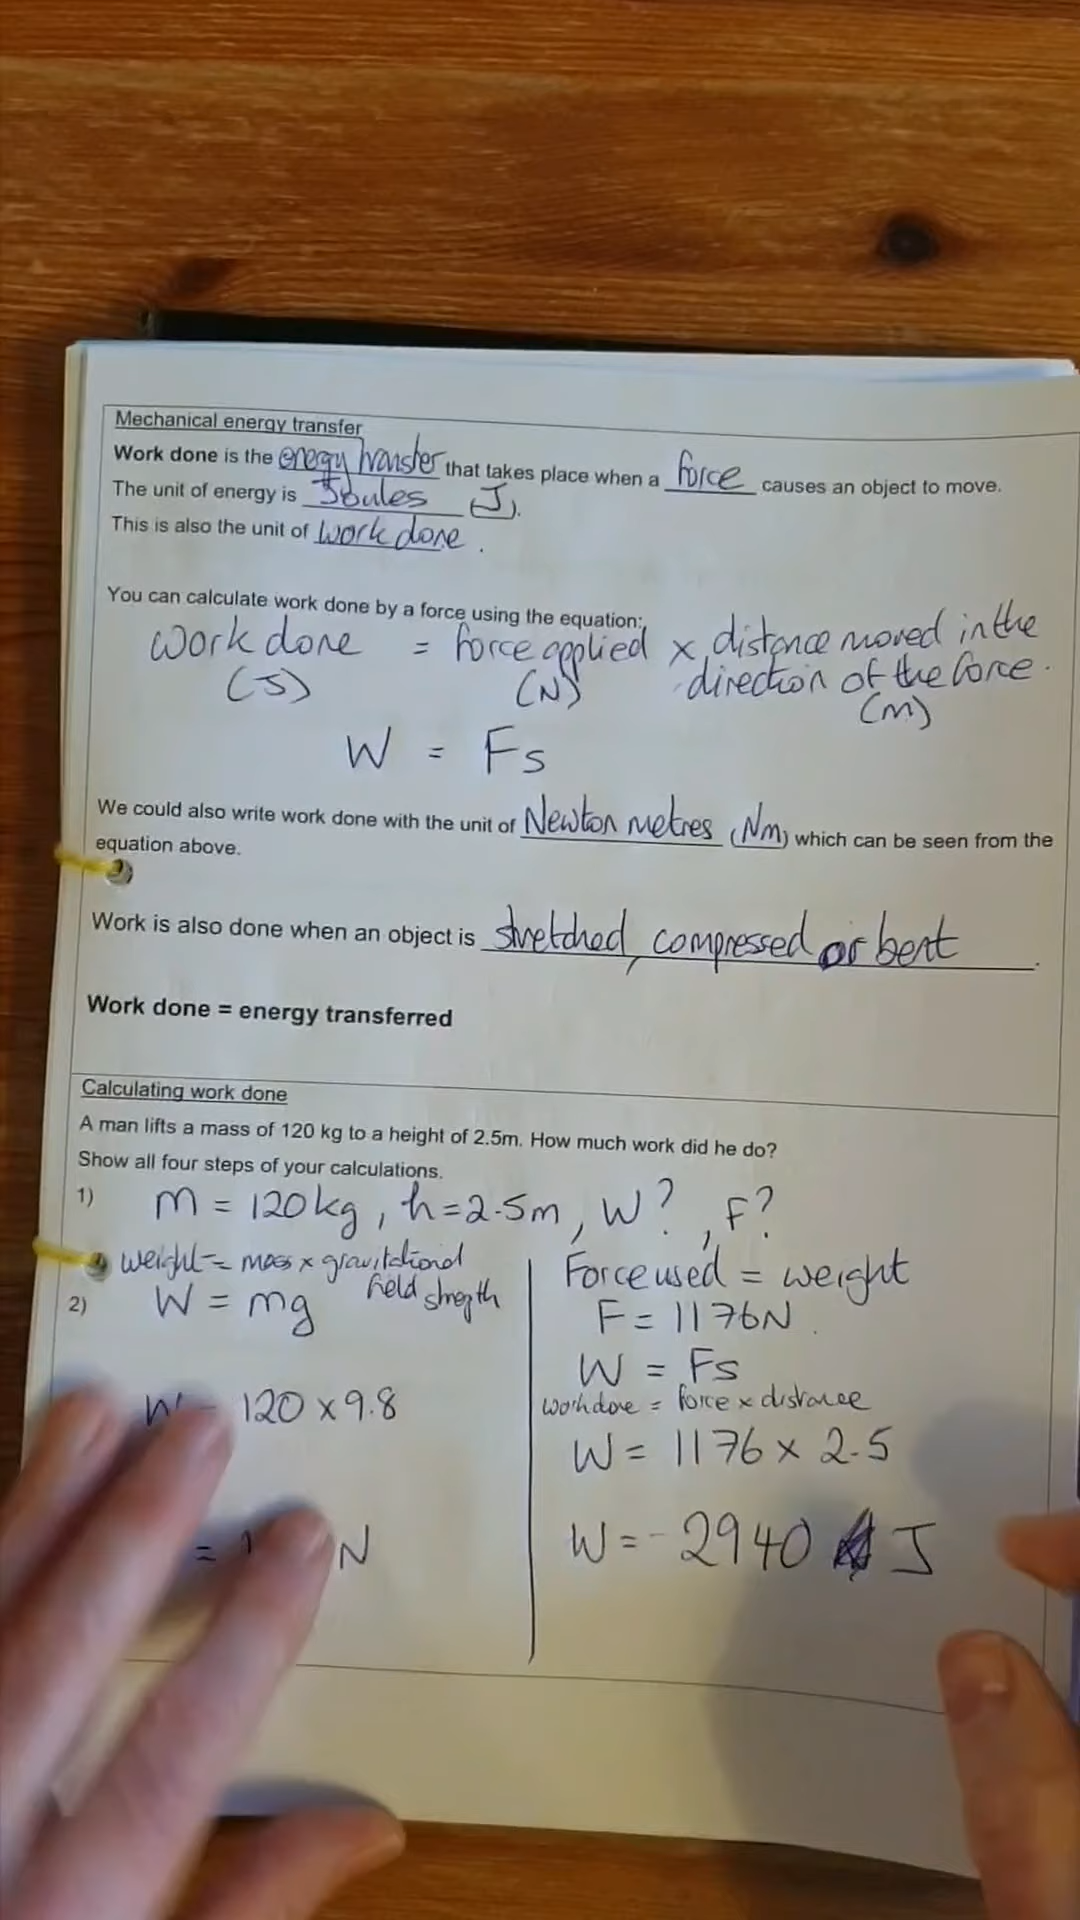 Mechanical energy transfer
Work done is the energy transfer that takes place when a force causes an object to move.
The unit of energy is Joules (J).
This is also the unit of work done.
You can calculate work done by a force using the equation:
work done = force applied x distance moved in the
direction of the force.
(J) (N) (m)
W = Fs
We could also write work done with the unit of Newton metres (Nm) which can be seen from the
equation above.
Work is also done when an object is stretched, compressed or bent.
Work done = energy transferred
Calculating work done
A man lifts a mass of 120 kg to a height of 2.5m. How much work did he do?
Show all four steps of your calculations.
1) m = 120kg, h=2.5m, W?, F?
weight = mass x gravitational
field strength
2) W = mg
120 x 9.8
= N
Force used = weight
F = 1176N
W = Fs
work done = force x distance
W = 1176 x 2.5
W = 2940 J